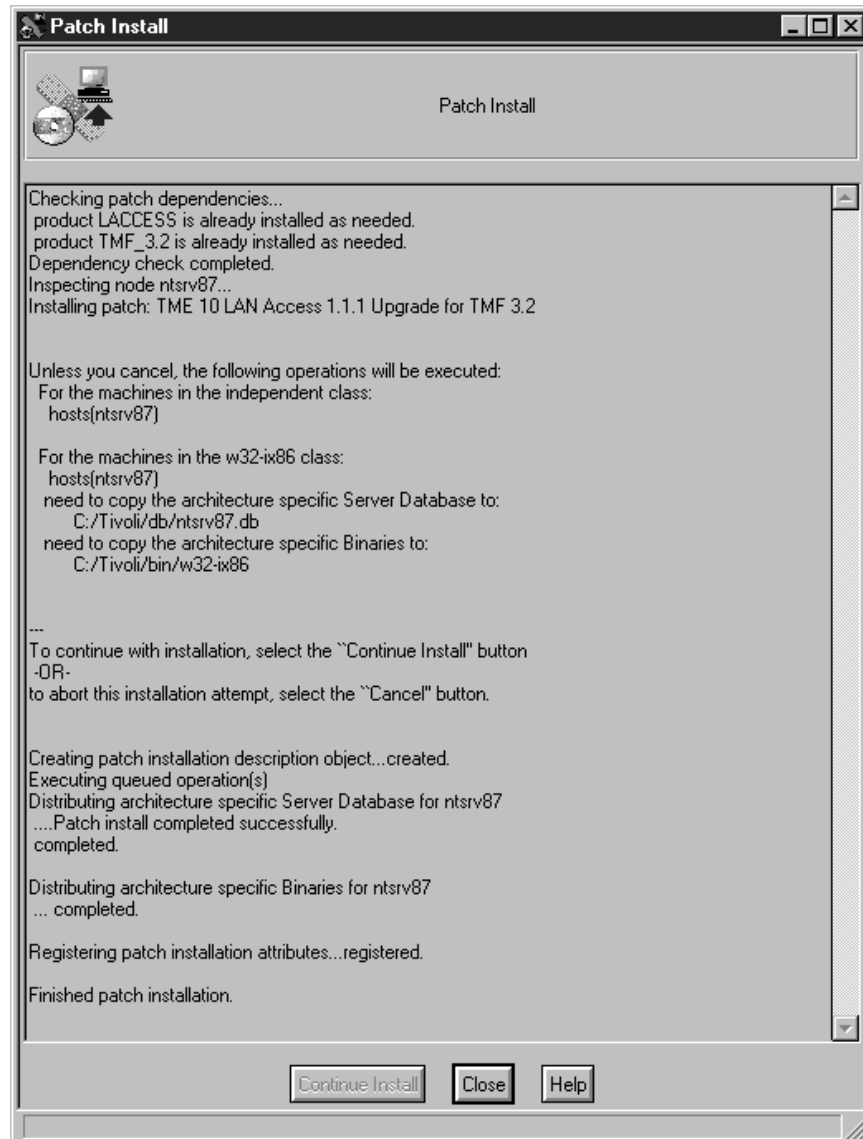 Patch Install
Patch Install
Checking patch dependencies...
product LACCESS is already installed as needed.
product TMF_3.2 is already installed as needed.
Dependency check completed.
Inspecting node ntsrv87...
Installing patch: TME 10 LAN Access 1.1.1 Upgrade for TMF 3.2
Unless you cancel, the following operations will be executed:
For the machines in the independent class:
hosts(ntsrv87)
For the machines in the w32-ix86 class:
hosts(ntsrv87)
need to copy the architecture specific Server Database to:
C:/Tivoli/db/ntsrv87.db
need to copy the architecture specific Binaries to:
C:/Tivoli/bin/w32-ix86
---
To continue with installation, select the ``Continue Install'' button
-OR-
to abort this installation attempt, select the ``Cancel'' button.
Creating patch installation description object...created.
Executing queued operation(s)
Distributing architecture specific Server Database for ntsrv87
....Patch install completed successfully.
completed.
Distributing architecture specific Binaries for ntsrv87
... completed.
Registering patch installation attributes...registered.
Finished patch installation.
Continue Install Close Help